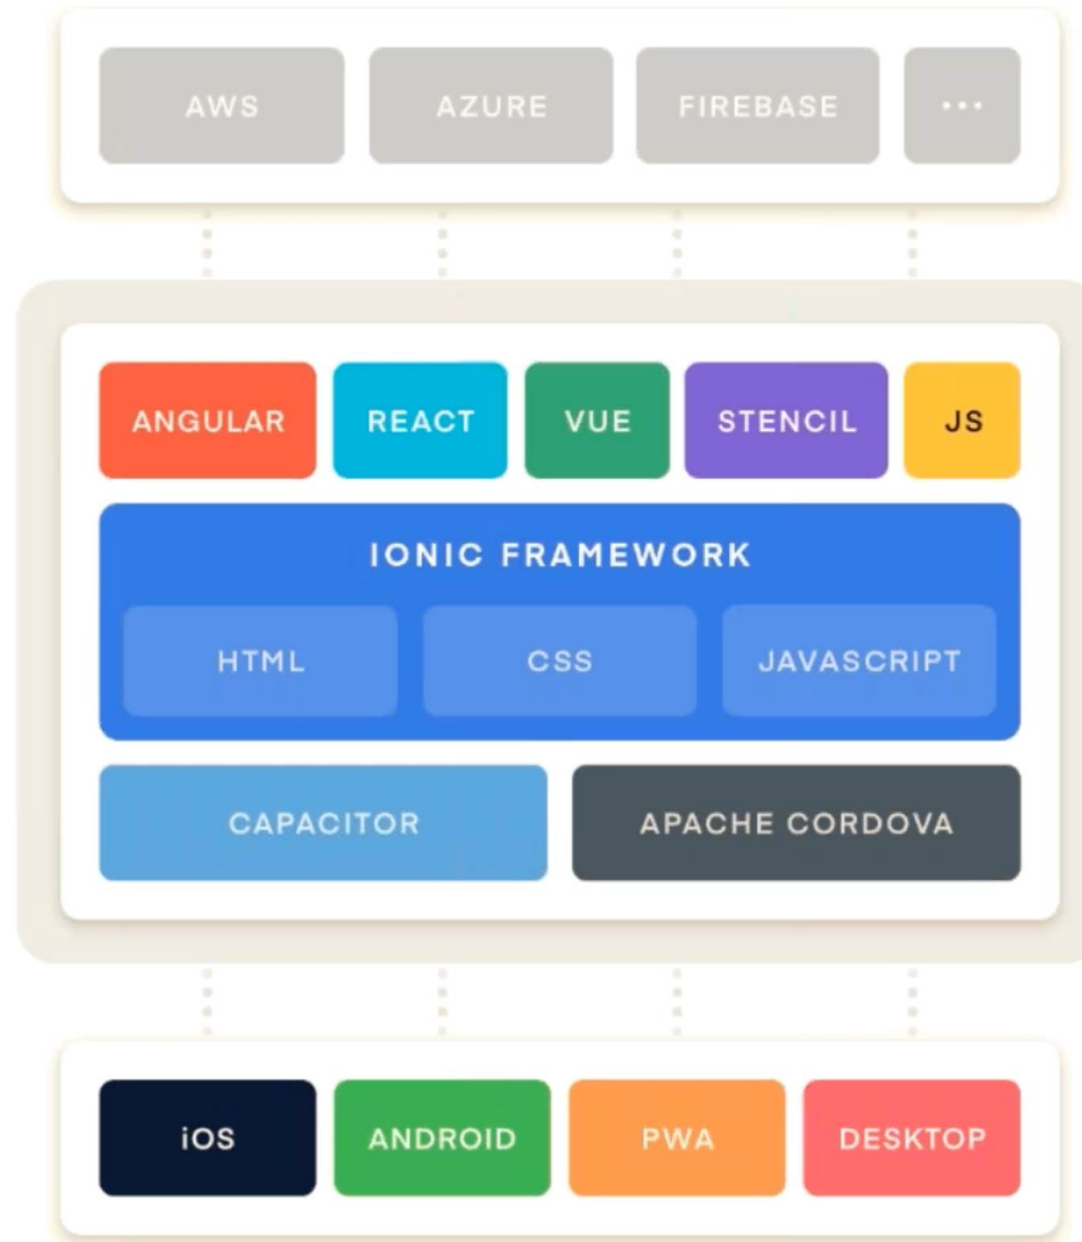 AWS AZURE FIREBASE ...
ANGULAR REACT VUE STENCIL JS
IONIC FRAMEWORK
HTML CSS JAVASCRIPT
CAPACITOR APACHE CORDOVA
iOS ANDROID PWA DESKTOP